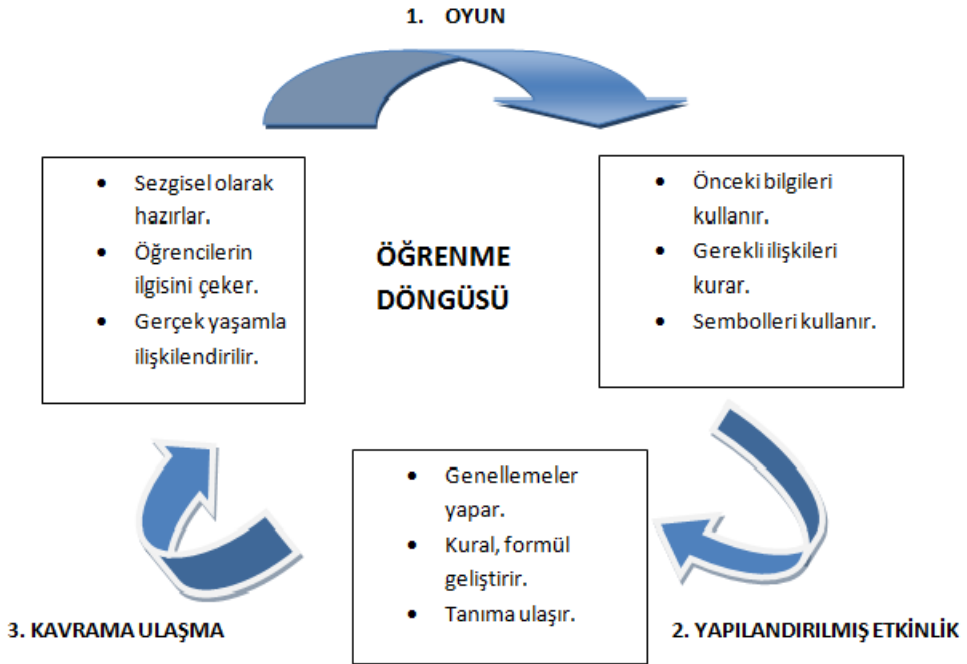 1. OYUN
• Sezgisel olarak
hazırlar.
• Öğrencilerin
ilgisini çeker.
• Gerçek yaşamla
ilişkilendirilir.
ÖĞRENME
DÖNGÜSÜ
• Önceki bilgileri
kullanır.
• Gerekli ilişkileri
kurar.
• Sembolleri kullanır.
• Genellemeler
yapar.
• Kural, formül
geliştirir.
• Tanıma ulaşır.
3. KAVRAMA ULAŞMA
2. YAPILANDIRILMIŞ ETKİNLİK